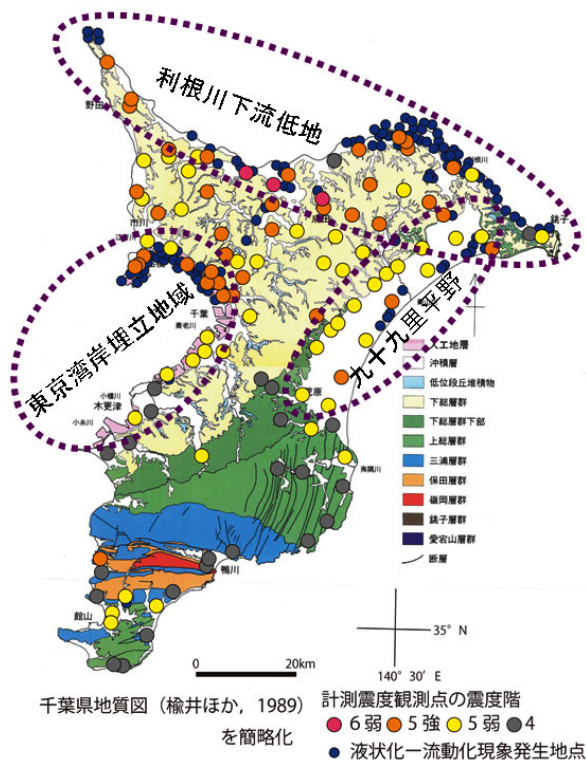 利根川下流低地
野田
利根川
銚子
市川
千葉
養老川
東京湾岸埋立地域
九十九里平野
小櫃川
木更津
小糸川
茂原
夷隅川
人工地層
沖積層
低位段丘堆積物
下総層群
下総層群下部
上総層群
三浦層群
保田層群
嶺岡層群
銚子層群
愛宕山層群
断層
鴨川
館山
35° N
0
20km
140° 30′ E
千葉県地質図（楡井ほか，1989）
を簡略化
計測震度観測点の震度階
6弱 5強 5弱 4
液状化ー流動化現象発生地点